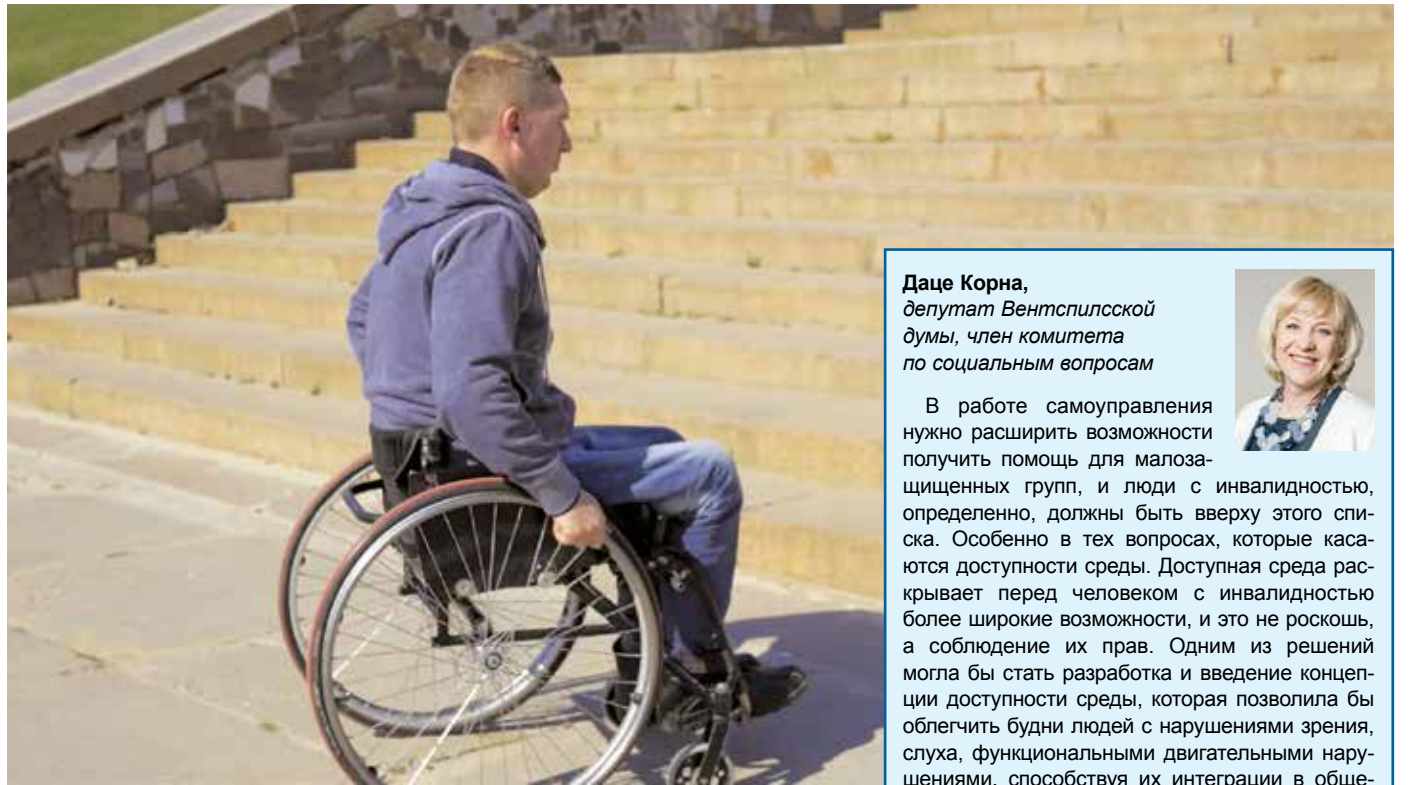 Даце Корна,
депутат Вентспилсской
думы, член комитета
по социальным вопросам
В работе самоуправления
нужно расширить возможности
получить помощь для малоза-
щищенных групп, и люди с инвалидностью,
определенно, должны быть вверху этого спи-
ска. Особенно в тех вопросах, которые каса-
ются доступности среды. Доступная среда рас-
крывает перед человеком с инвалидностью
более широкие возможности, и это не роскошь,
а соблюдение их прав. Одним из решений
могла бы стать разработка и введение концеп-
ции доступности среды, которая позволила бы
облегчить будни людей с нарушениями зрения,
слуха, функциональными двигательными нару-
шениями, способствуя их интеграции в обще-